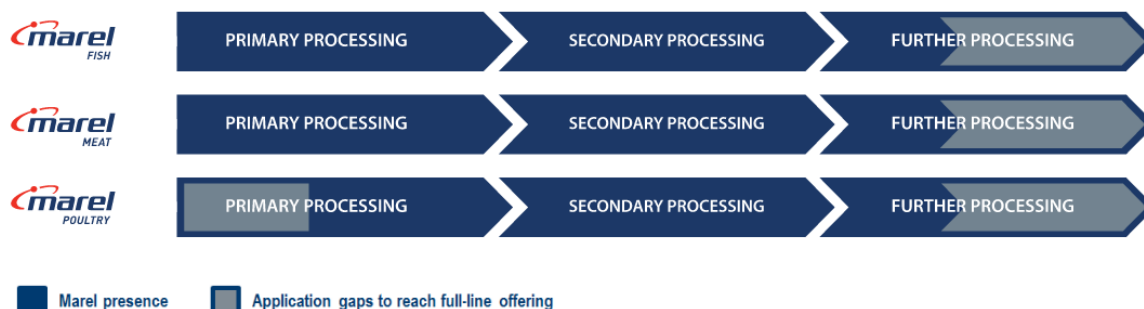 marel
FISH
PRIMARY PROCESSING
SECONDARY PROCESSING
FURTHER PROCESSING
marel
MEAT
PRIMARY PROCESSING
SECONDARY PROCESSING
FURTHER PROCESSING
marel
POULTRY
PRIMARY PROCESSING
SECONDARY PROCESSING
FURTHER PROCESSING
Marel presence
Application gaps to reach full-line offering